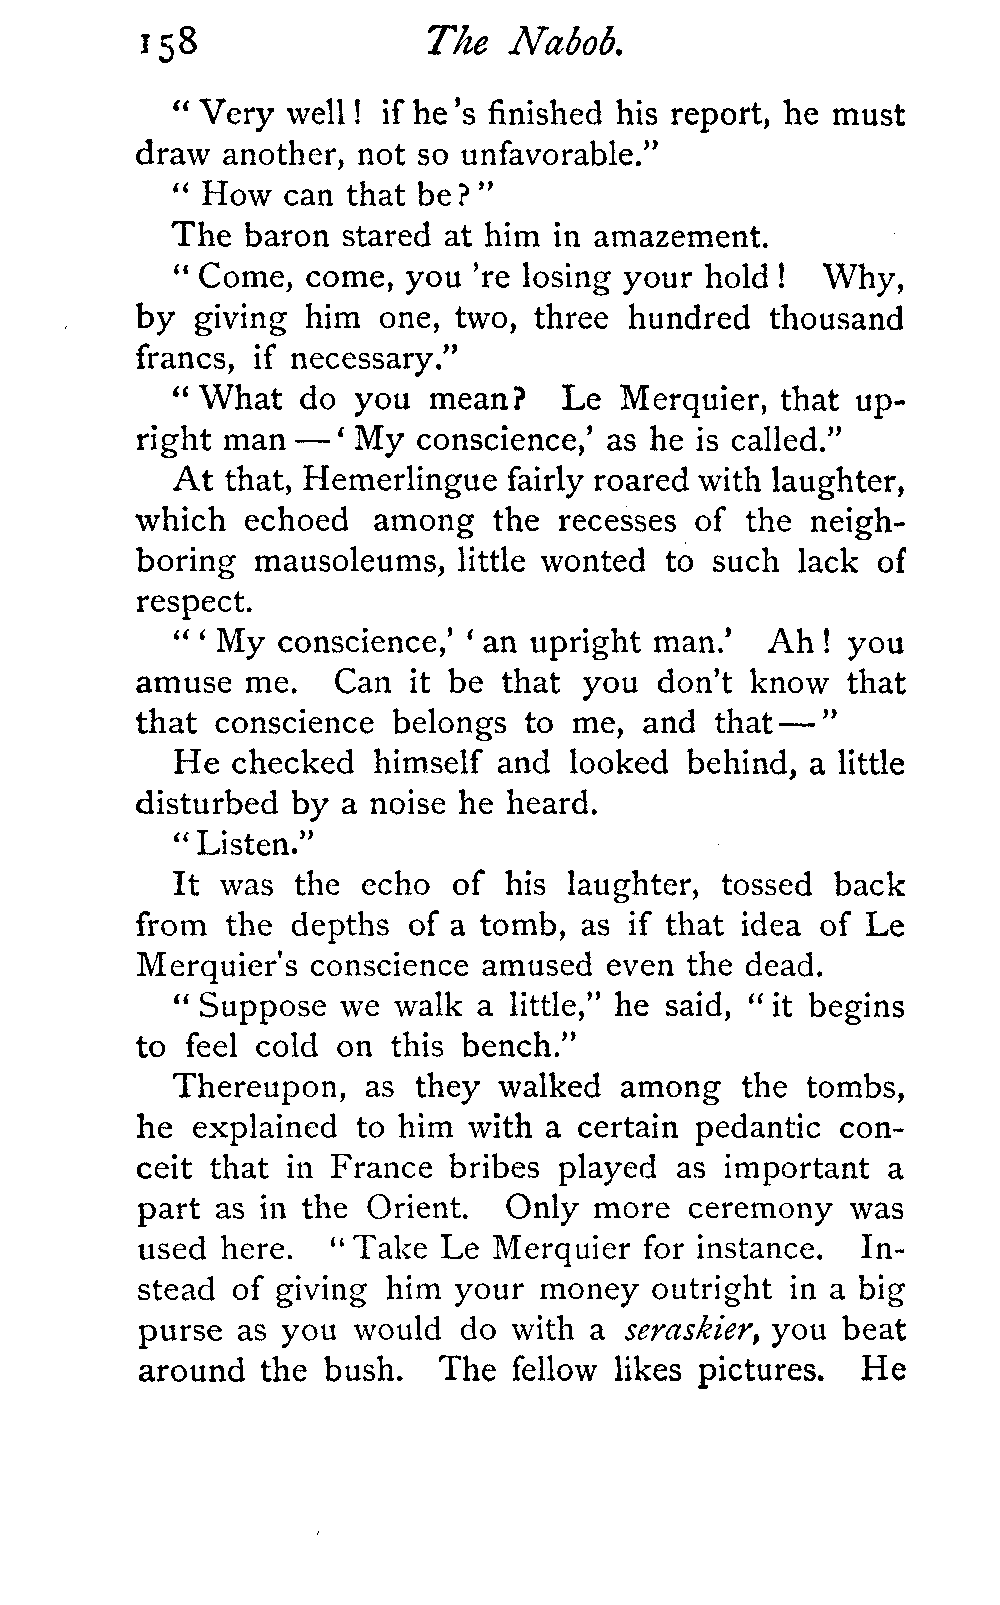 158 The Nabob.
“ Very well ! if he 's finished his report, he must
draw another, not so unfavorable.”
“ How can that be ? ”
The baron stared at him in amazement.
“ Come, come, you 're losing your hold ! Why,
by giving him one, two, three hundred thousand
francs, if necessary.”
“ What do you mean? Le Merquier, that up-
right man — ‘ My conscience,’ as he is called.”
At that, Hemerlingue fairly roared with laughter,
which echoed among the recesses of the neigh-
boring mausoleums, little wonted to such lack of
respect.
“ ‘ My conscience,’ ‘ an upright man.’ Ah ! you
amuse me. Can it be that you don't know that
that conscience belongs to me, and that — ”
He checked himself and looked behind, a little
disturbed by a noise he heard.
“ Listen.”
It was the echo of his laughter, tossed back
from the depths of a tomb, as if that idea of Le
Merquier's conscience amused even the dead.
“ Suppose we walk a little,” he said, “ it begins
to feel cold on this bench.”
Thereupon, as they walked among the tombs,
he explained to him with a certain pedantic con-
ceit that in France bribes played as important a
part as in the Orient. Only more ceremony was
used here. “ Take Le Merquier for instance. In-
stead of giving him your money outright in a big
purse as you would do with a seraskier, you beat
around the bush. The fellow likes pictures. He